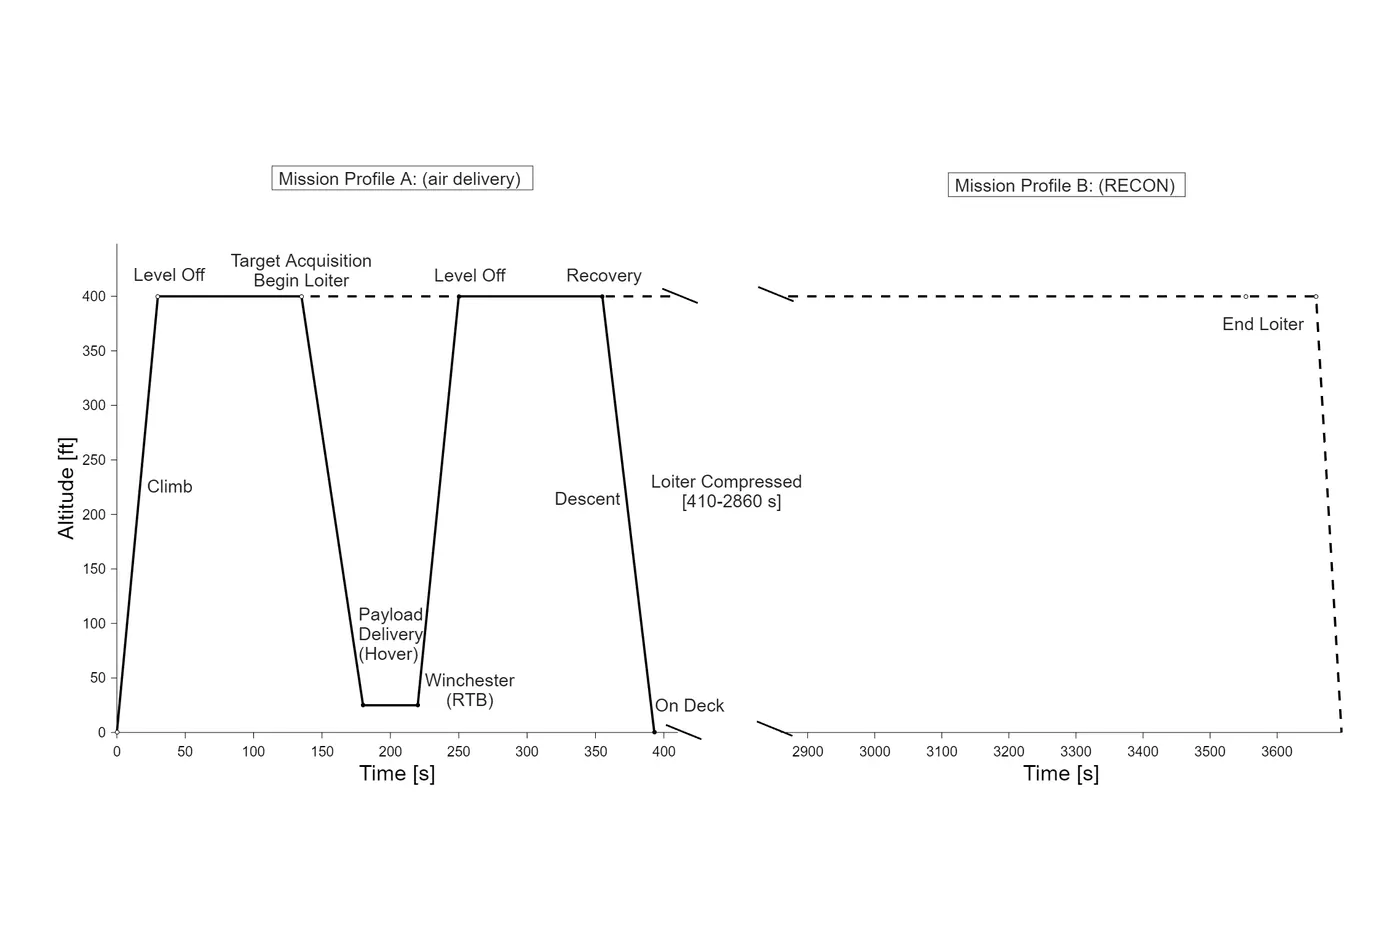 Mission Profile A: (air delivery)
Mission Profile B: (RECON)
Level Off
Target Acquisition
Begin Loiter
Level Off
Recovery
End Loiter
Climb
Descent
Loiter Compressed
[410-2860 s]
Payload
Delivery
(Hover)
Winchester
(RTB)
On Deck
Altitude [ft]
400
350
300
250
200
150
100
50
0
0 50 100 150 200 250 300 350 400
Time [s]
2900 3000 3100 3200 3300 3400 3500 3600
Time [s]